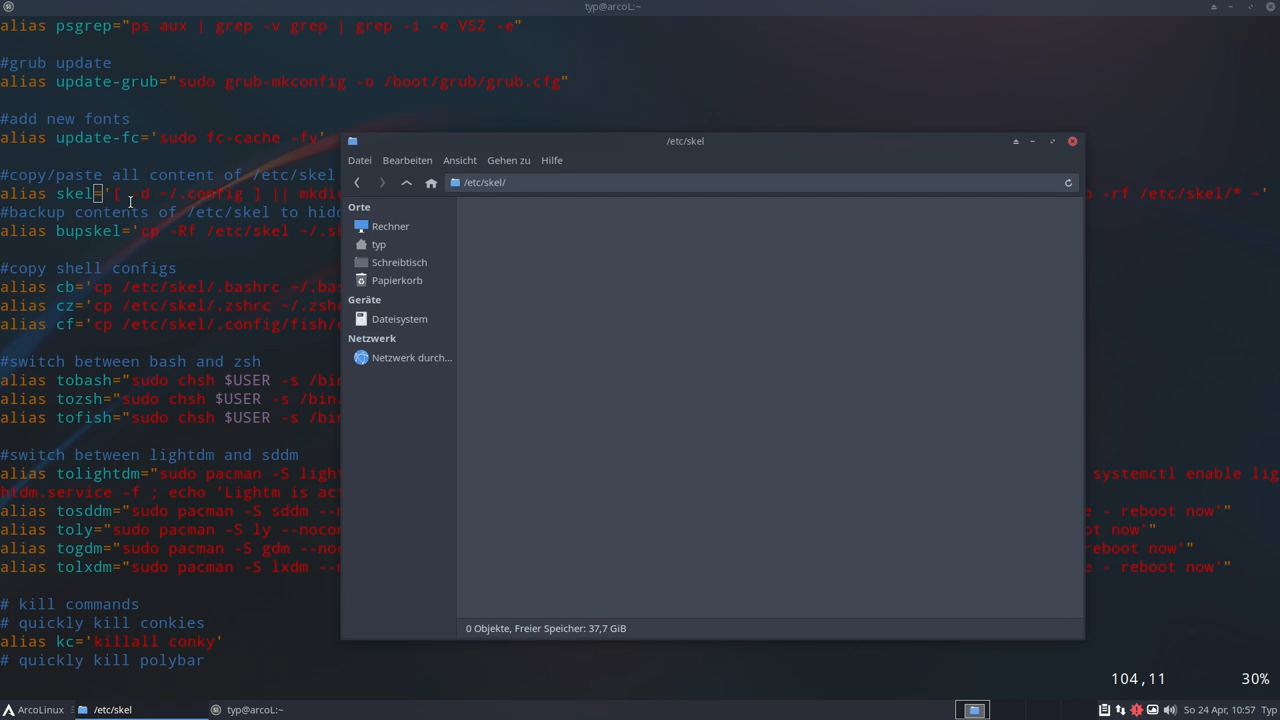 typ@arcoL:~
alias psgrep="ps aux | grep -v grep | grep -i -e VSZ -e"
#grub update
alias update-grub="sudo grub-mkconfig -o /boot/grub/grub.cfg"
#add new fonts
alias update-fc='sudo fc-cache -fv'
#copy/paste all content of /etc/skel
alias skel='[ -d ~/.config ] || mkdi
-rf /etc/skel/* ~'
#backup contents of /etc/skel to hidd
alias bupskel='cp -Rf /etc/skel ~/.s
#copy shell configs
alias cb='cp /etc/skel/.bashrc ~/.ba
alias cz='cp /etc/skel/.zshrc ~/.zsh
alias cf='cp /etc/skel/.config/fish/
#switch between bash and zsh
alias tobash="sudo chsh $USER -s /bin
alias tozsh="sudo chsh $USER -s /bin
alias tofish="sudo chsh $USER -s /bin
#switch between lightdm and sddm
alias tolightdm="sudo pacman -S ligh
systemctl enable lig
htdm.service -f ; echo 'Lightm is ac
alias tosddm="sudo pacman -S sddm --n
- reboot now'"
alias toly="sudo pacman -S ly --noco
ot now'"
alias togdm="sudo pacman -S gdm --no
reboot now'"
alias tolxdm="sudo pacman -S lxdm --
- reboot now'"
# kill commands
# quickly kill conkies
alias kc='killall conky'
# quickly kill polybar
104,11 30%
/etc/skel
Datei Bearbeiten Ansicht Gehen zu Hilfe
/etc/skel/
Orte
Rechner
typ
Schreibtisch
Papierkorb
Geräte
Dateisystem
Netzwerk
Netzwerk durch...
0 Objekte, Freier Speicher: 37,7 GiB
ArcoLinux /etc/skel typ@arcoL:~ So 24 Apr, 10:57 Typ